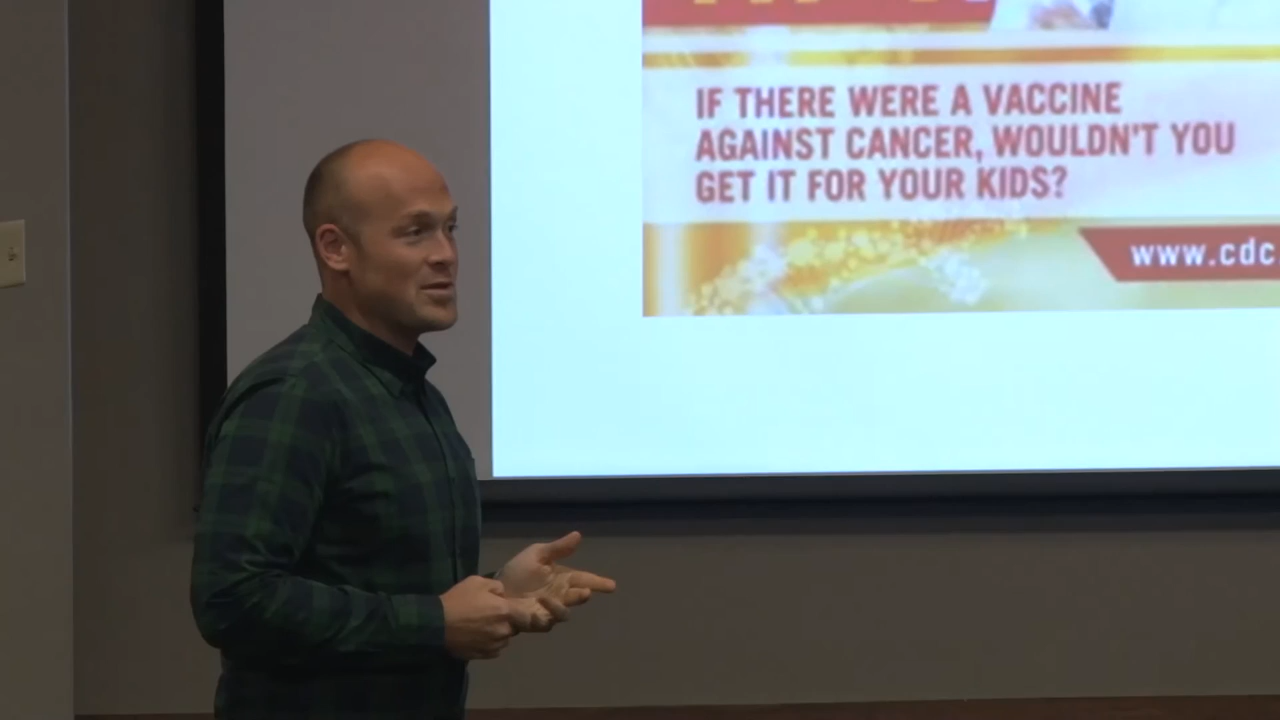 IF THERE WERE A VACCINE
AGAINST CANCER, WOULDN'T YOU
GET IT FOR YOUR KIDS?
www.cdc.